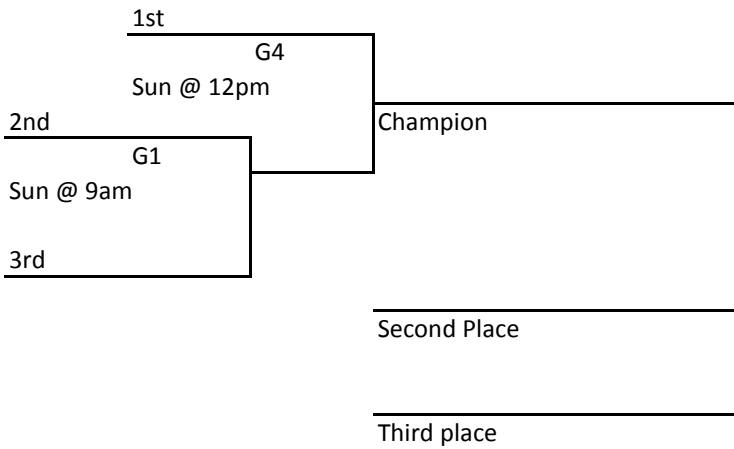 1st
G4
Sun @ 12pm
2nd
Champion
G1
Sun @ 9am
3rd
Second Place
Third place